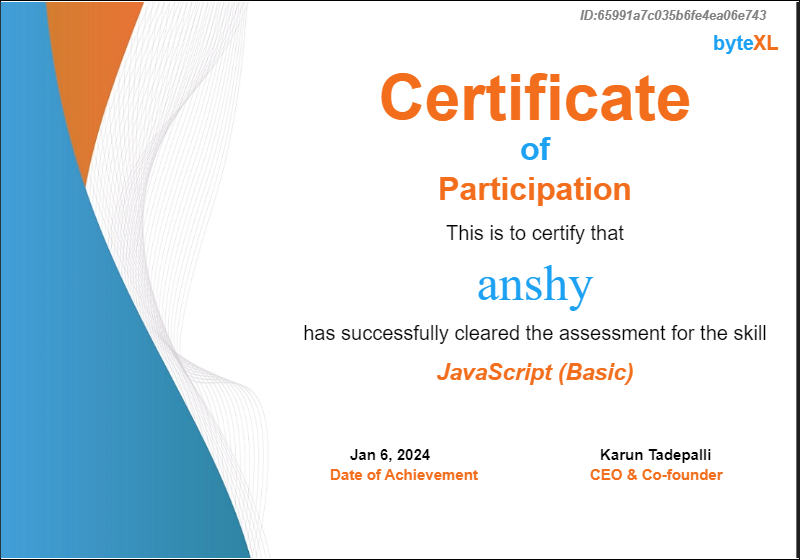 ID:65991a7c035b6fe4ea06e743
byteXL
Certificate
of
Participation
This is to certify that
anshy
has successfully cleared the assessment for the skill
JavaScript (Basic)
Jan 6, 2024
Date of Achievement
Karun Tadepalli
CEO & Co-founder